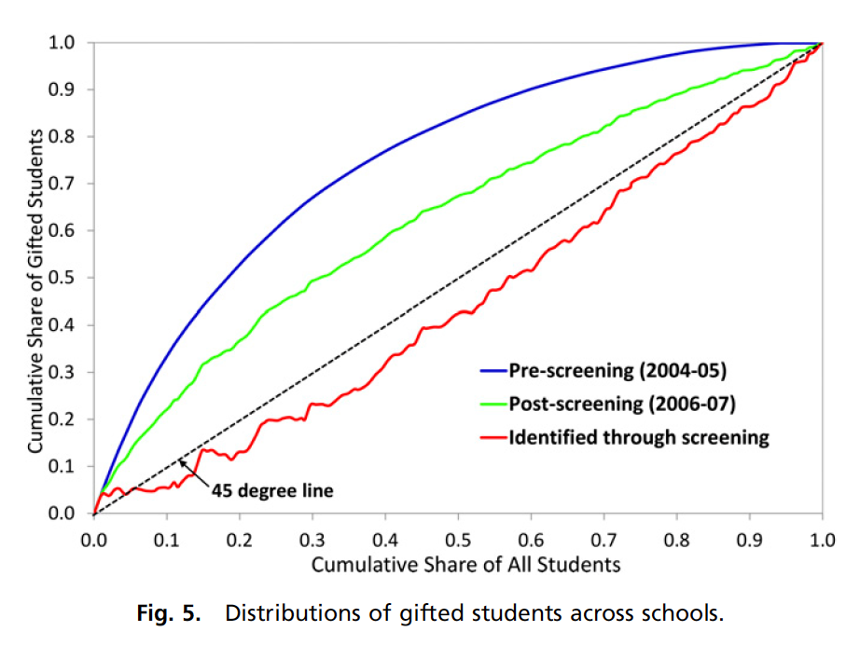 1.0
0.9
0.8
0.7
0.6
0.5
0.4
0.3
0.2
0.1
0.0
Cumulative Share of Gifted Students
Pre-screening (2004-05)
Post-screening (2006-07)
Identified through screening
45 degree line
0.0 0.1 0.2 0.3 0.4 0.5 0.6 0.7 0.8 0.9 1.0
Cumulative Share of All Students
Fig. 5. Distributions of gifted students across schools.